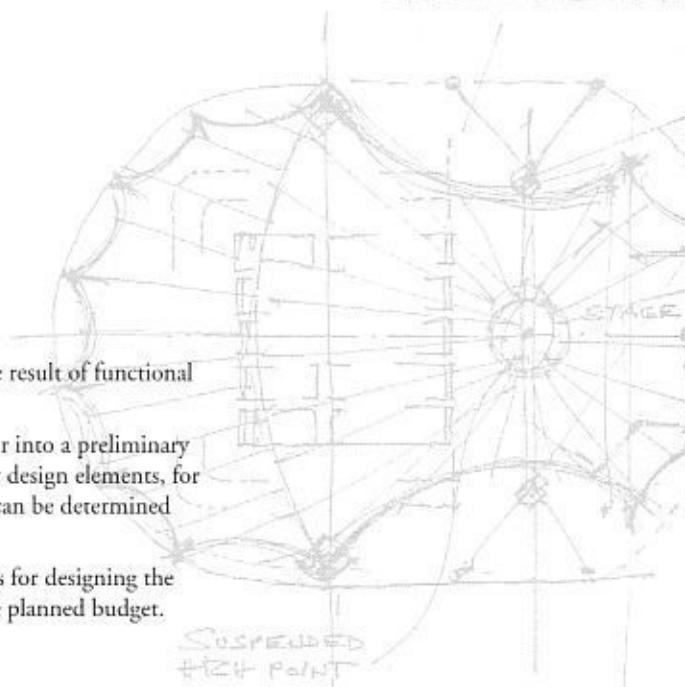 result of functional
r into a preliminary
design elements, for
can be determined
s for designing the
planned budget.
STAGE
SUSPENDED
HIGH POINT